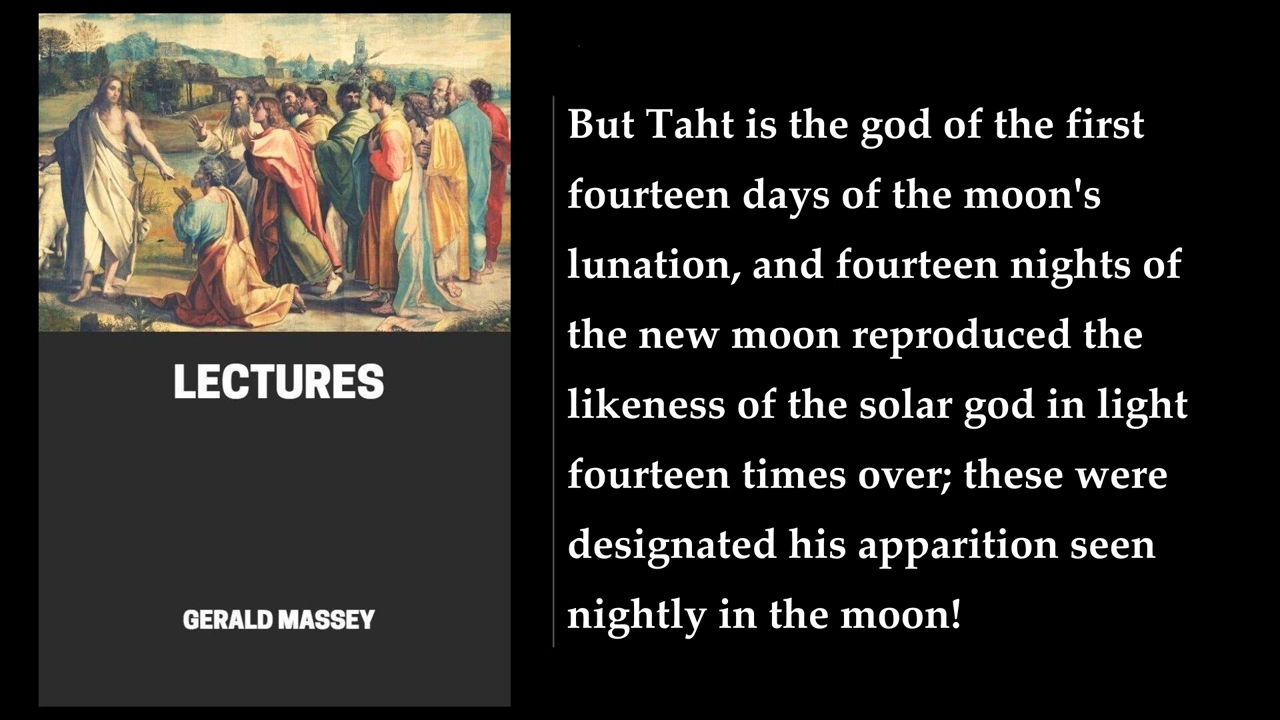 LECTURES
GERALD MASSEY
But Taht is the god of the first
fourteen days of the moon's
lunation, and fourteen nights of
the new moon reproduced the
likeness of the solar god in light
fourteen times over; these were
designated his apparition seen
nightly in the moon!